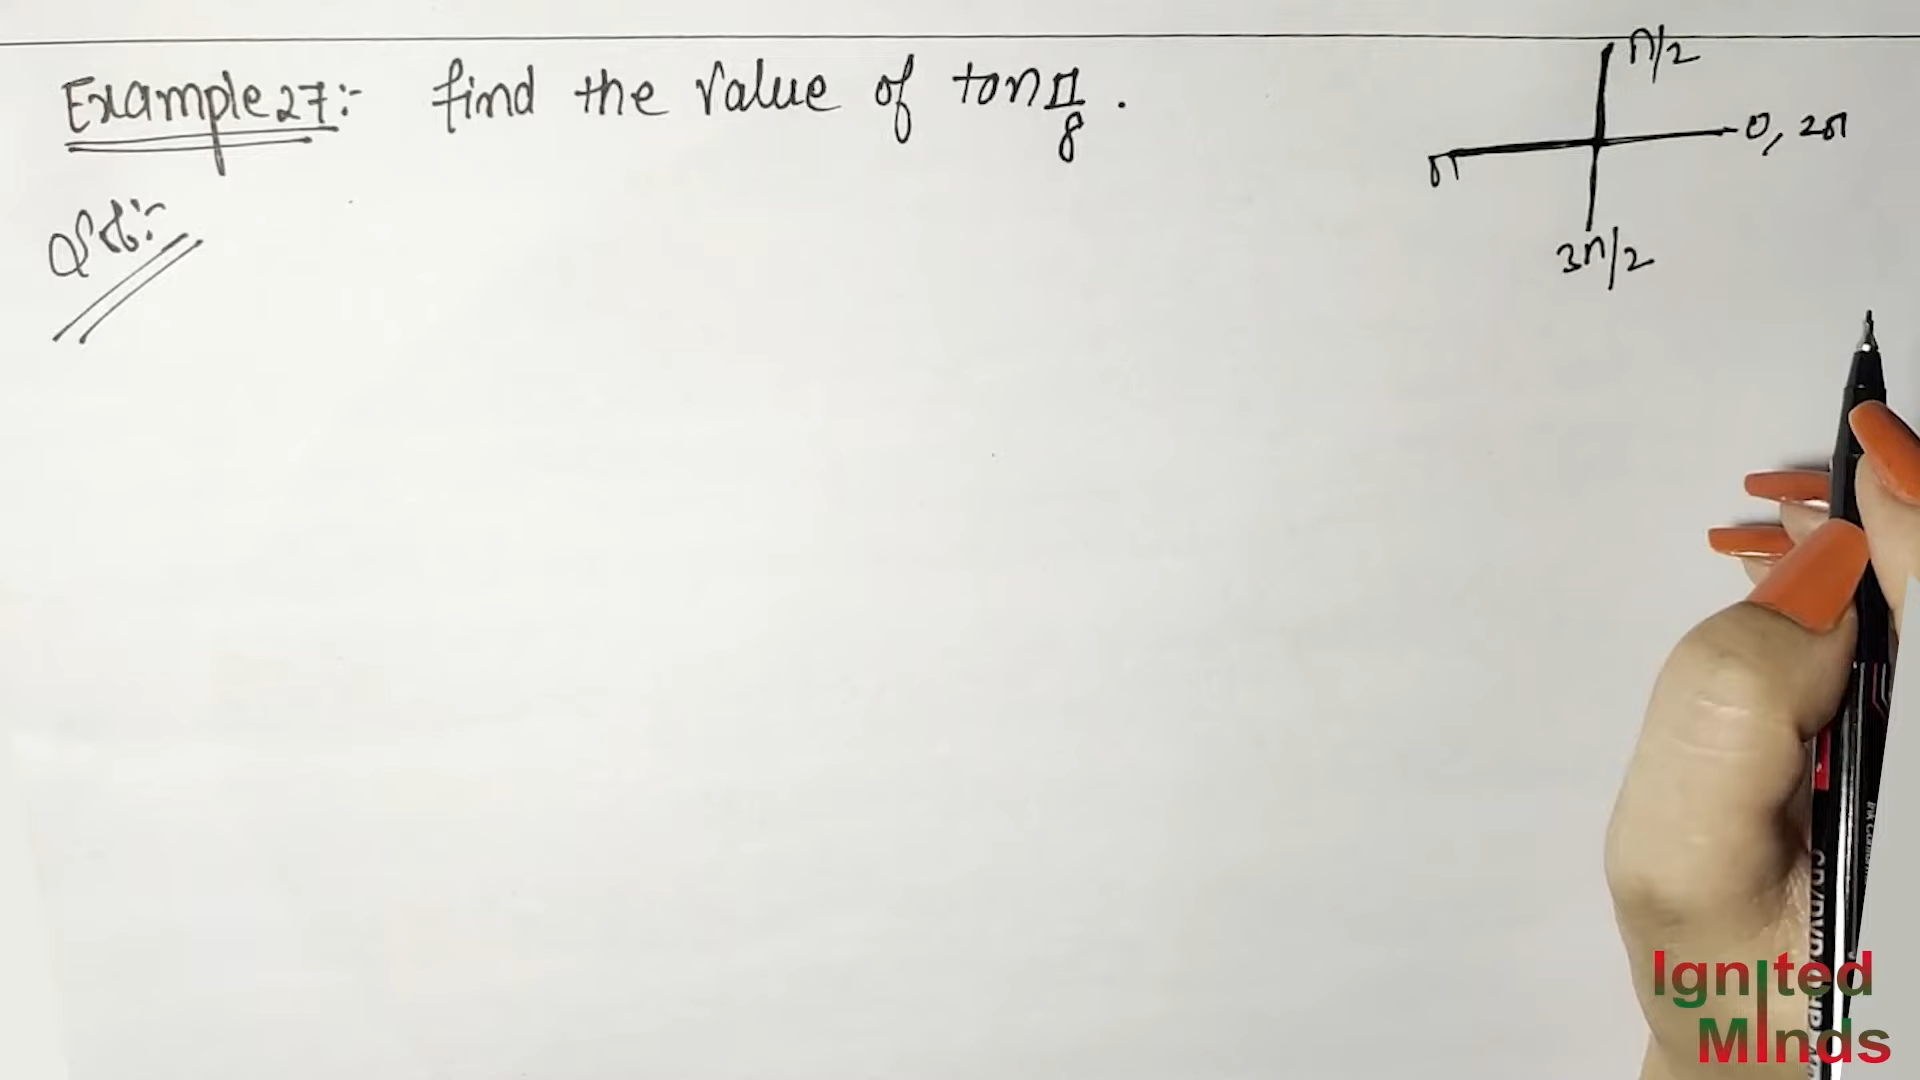 Example 27:- find the value of tan π/8 .
Sol:-
π/2
0, 2π
π
3π/2
Ignited
Minds